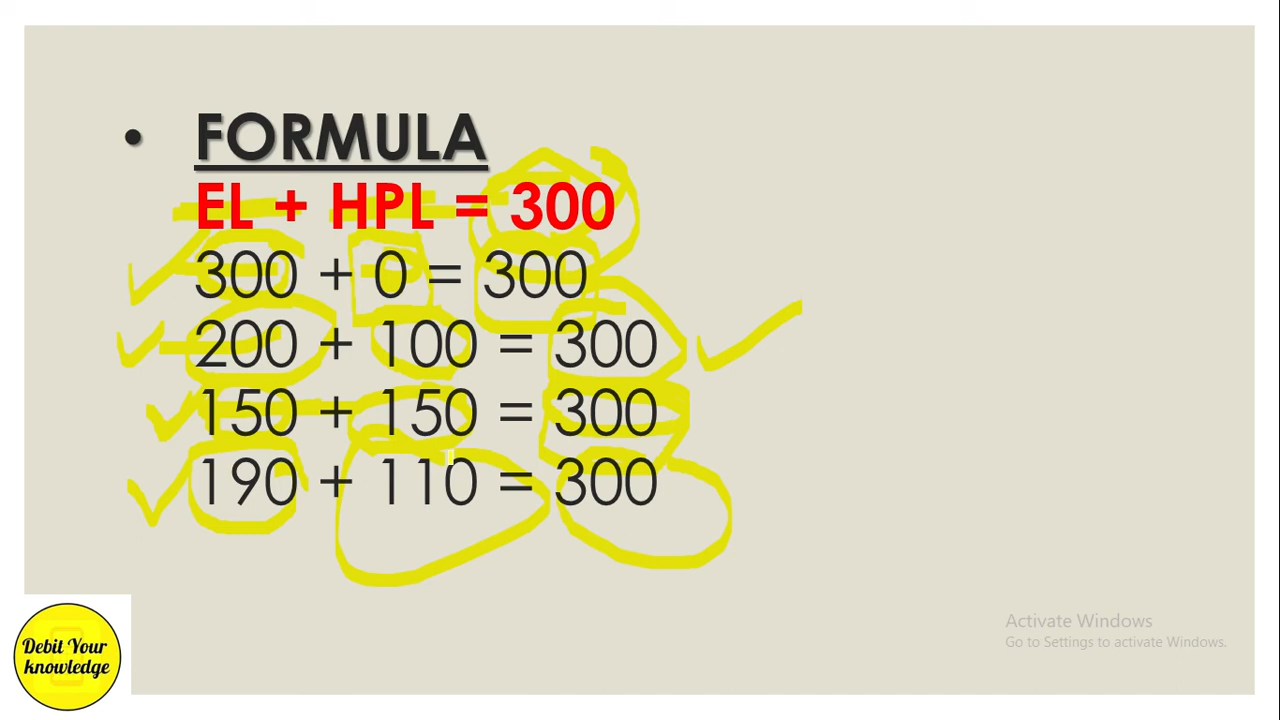 • FORMULA
EL + HPL = 300
300 + 0 = 300
200 + 100 = 300
150 + 150 = 300
190 + 110 = 300
Debit Your
knowledge
Activate Windows
Go to Settings to activate Windows.